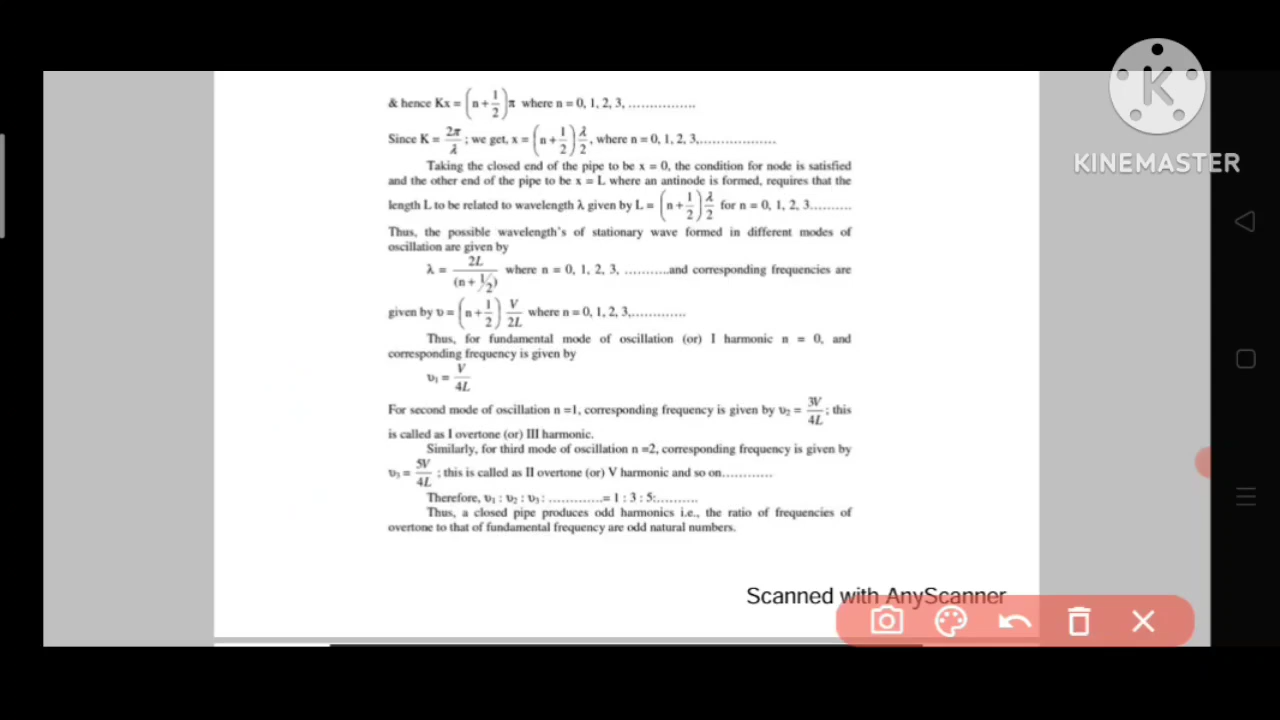 & hence Kx = (n + 1/2) π where n = 0, 1, 2, 3, ................
Since K = 2π/λ ; we get, x = (n + 1/2) λ/2, where n = 0, 1, 2, 3,...................
Taking the closed end of the pipe to be x = 0, the condition for node is satisfied
and the other end of the pipe to be x = L where an antinode is formed, requires that the
length L to be related to wavelength λ given by L = (n + 1/2) λ/2 for n = 0, 1, 2, 3..........
Thus, the possible wavelength's of stationary wave formed in different modes of
oscillation are given by
λ = 2L/(n + 1/2) where n = 0, 1, 2, 3, ...........and corresponding frequencies are
given by υ = (n + 1/2) V/2L where n = 0, 1, 2, 3,.............
Thus, for fundamental mode of oscillation (or) I harmonic n = 0, and
corresponding frequency is given by
υ₁ = V/4L
For second mode of oscillation n =1, corresponding frequency is given by υ₂ = 3V/4L ; this
is called as I overtone (or) III harmonic.
Similarly, for third mode of oscillation n =2, corresponding frequency is given by
υ₃ = 5V/4L ; this is called as II overtone (or) V harmonic and so on............
Therefore, υ₁ : υ₂ : υ₃ : .............= 1 : 3 : 5:..........
Thus, a closed pipe produces odd harmonics i.e., the ratio of frequencies of
overtone to that of fundamental frequency are odd natural numbers.
Scanned with AnyScanner
K
KINEMASTER